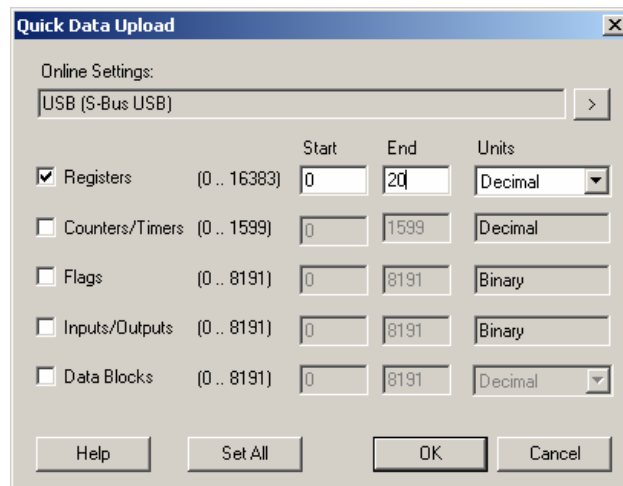 Quick Data Upload
Online Settings:
USB (S-Bus USB)
>
Start End Units
Registers (0 .. 16383) 0 20 Decimal
Counters/Timers (0 .. 1599) 0 1599 Decimal
Flags (0 .. 8191) 0 8191 Binary
Inputs/Outputs (0 .. 8191) 0 8191 Binary
Data Blocks (0 .. 8191) 0 8191 Decimal
Help Set All OK Cancel